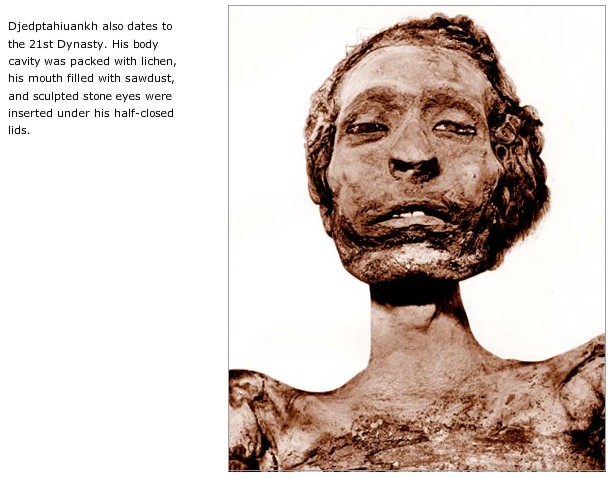 Djedptahiuankh also dates to
the 21st Dynasty. His body
cavity was packed with lichen,
his mouth filled with sawdust,
and sculpted stone eyes were
inserted under his half-closed
lids.